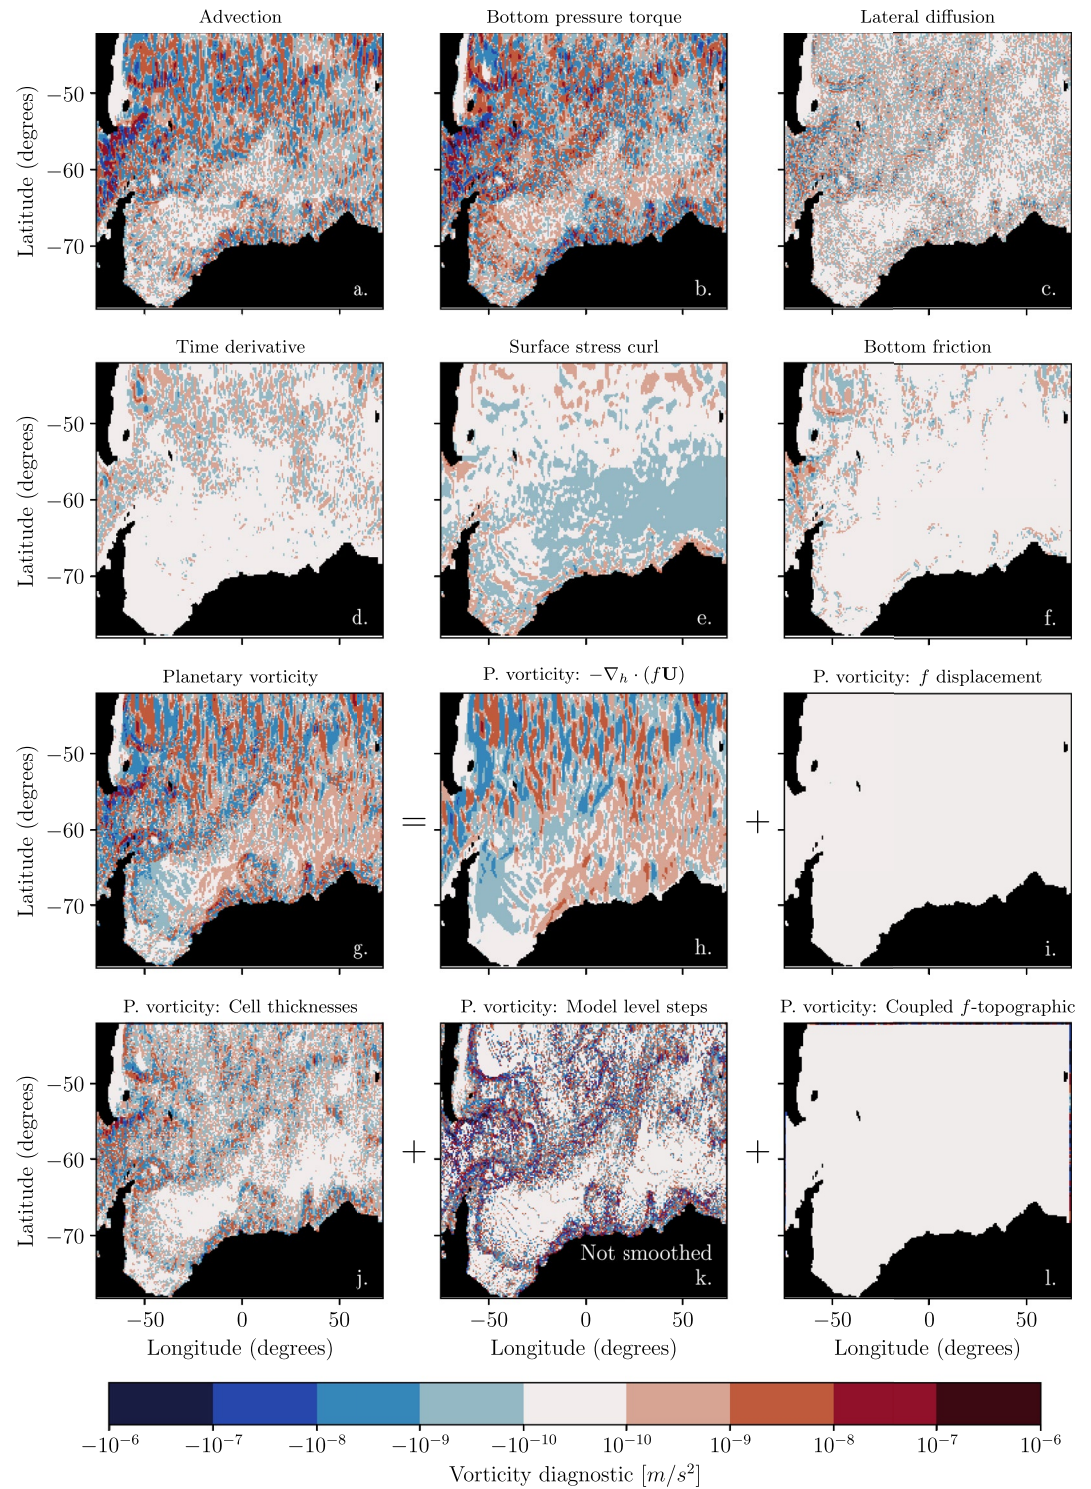 Advection Bottom pressure torque Lateral diffusion
Latitude (degrees)
−50
−60
−70
a. b. c.
Time derivative Surface stress curl Bottom friction
Latitude (degrees)
−50
−60
−70
d. e. f.
Planetary vorticity P. vorticity: −∇h · (fU) P. vorticity: f displacement
Latitude (degrees)
−50
−60
−70
= +
g. h. i.
P. vorticity: Cell thicknesses P. vorticity: Model level steps P. vorticity: Coupled f-topographic
Latitude (degrees)
−50
−60
−70
+ +
Not smoothed
j. k. l.
−50 0 50 −50 0 50 −50 0 50
Longitude (degrees) Longitude (degrees) Longitude (degrees)
−10⁻⁶ −10⁻⁷ −10⁻⁸ −10⁻⁹ −10⁻¹⁰ 10⁻¹⁰ 10⁻⁹ 10⁻⁸ 10⁻⁷ 10⁻⁶
Vorticity diagnostic [m/s²]